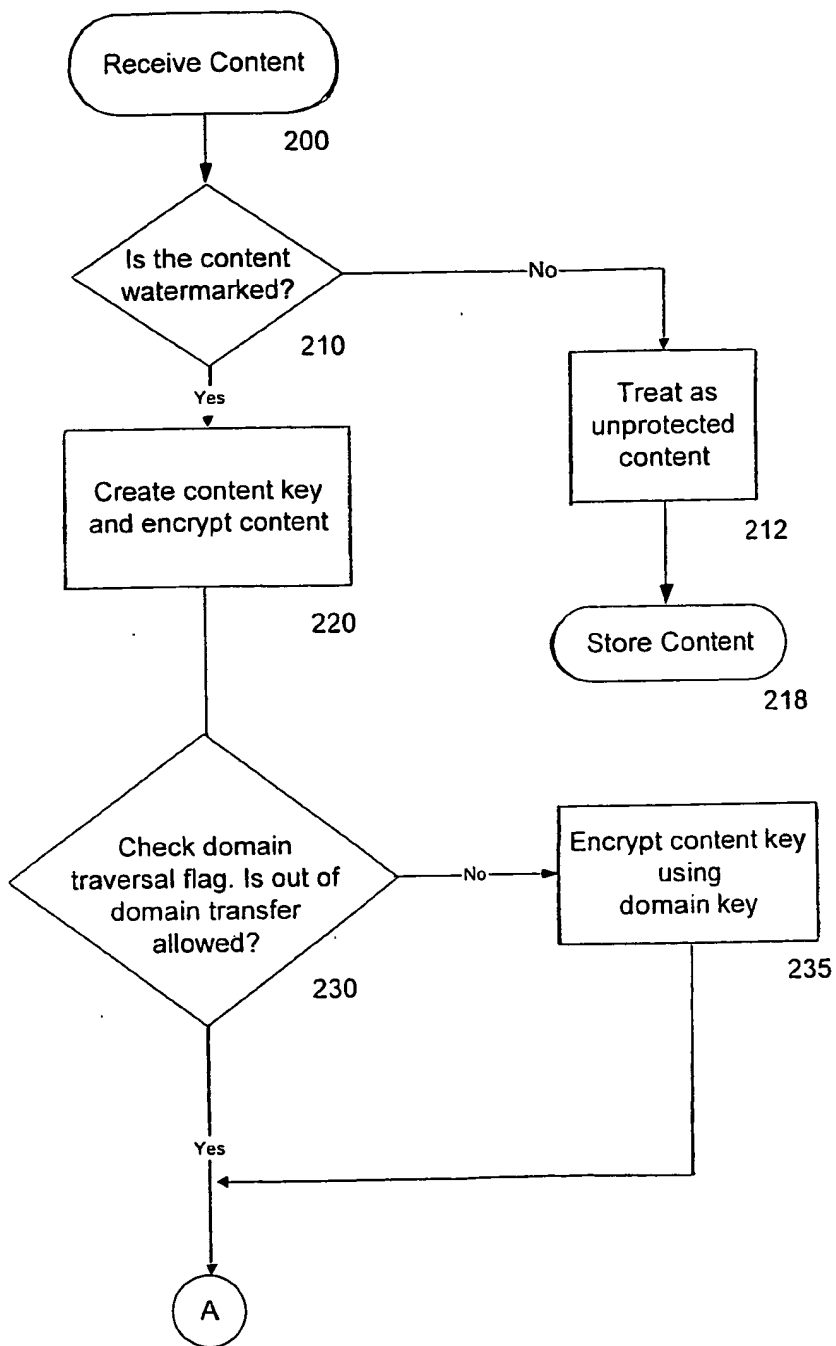 Receive Content
200
Is the content
watermarked?
210
No
Yes
Treat as
unprotected
content
212
Create content key
and encrypt content
220
Store Content
218
Check domain
traversal flag. Is out of
domain transfer
allowed?
230
No
Encrypt content key
using
domain key
235
Yes
A